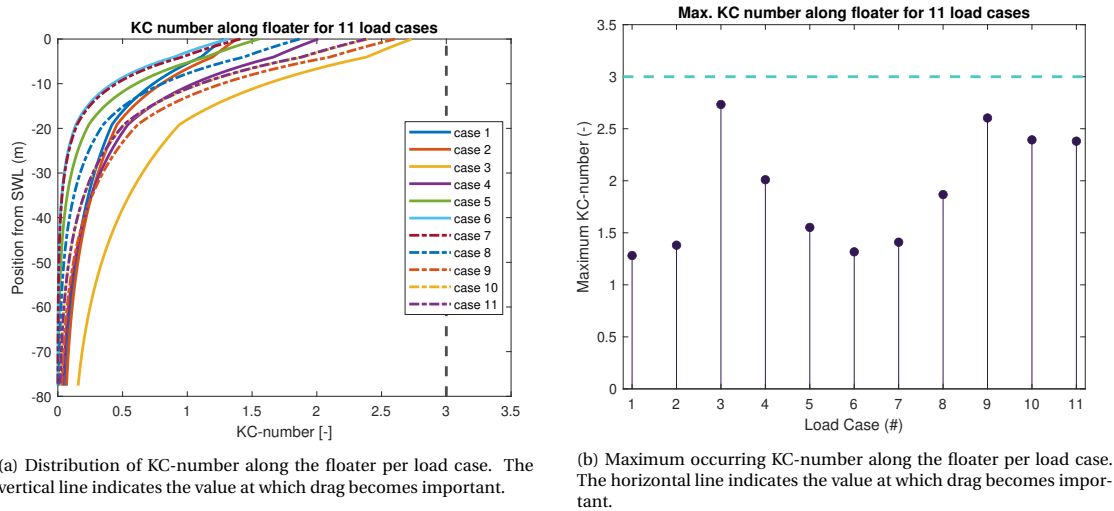 KC number along floater for 11 load cases
0
-10
-20
-30
-40
-50
-60
-70
-80
Position from SWL (m)
case 1
case 2
case 3
case 4
case 5
case 6
case 7
case 8
case 9
case 10
case 11
0 0.5 1 1.5 2 2.5 3 3.5
KC-number [-]
(a) Distribution of KC-number along the floater per load case. The
vertical line indicates the value at which drag becomes important.
Max. KC number along floater for 11 load cases
3.5
3
2.5
2
1.5
1
0.5
0
Maximum KC-number (-)
1 2 3 4 5 6 7 8 9 10 11
Load Case (#)
(b) Maximum occurring KC-number along the floater per load case.
The horizontal line indicates the value at which drag becomes impor-
tant.